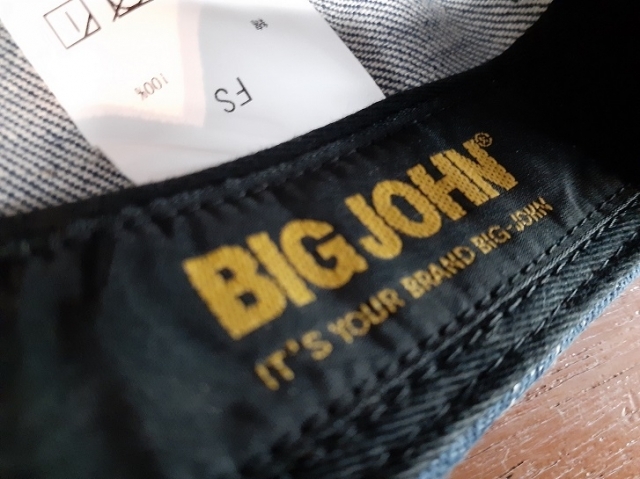 100%
FS
BIG JOHN®
IT'S YOUR BRAND BIG-JOHN